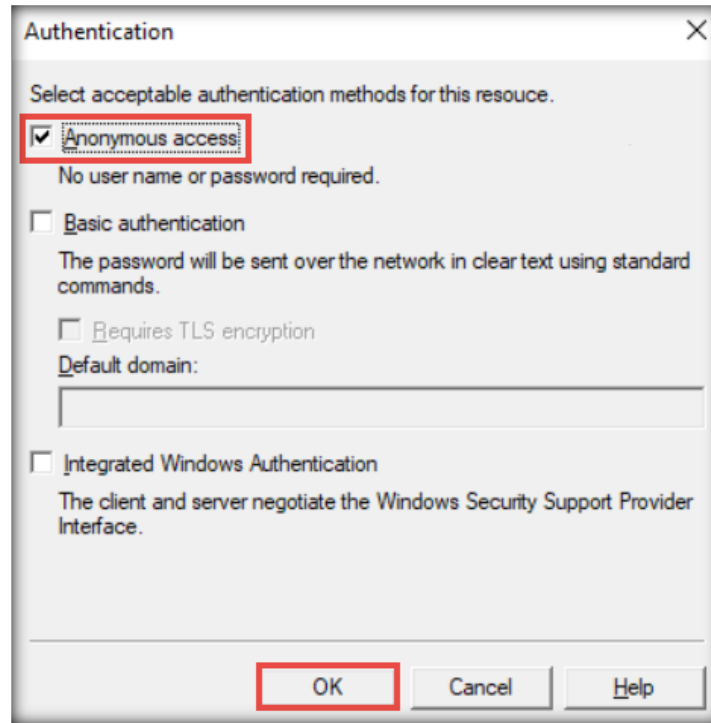 Authentication
Select acceptable authentication methods for this resouce.
Anonymous access
No user name or password required.
Basic authentication
The password will be sent over the network in clear text using standard
commands.
Requires TLS encryption
Default domain:
Integrated Windows Authentication
The client and server negotiate the Windows Security Support Provider
Interface.
OK Cancel Help